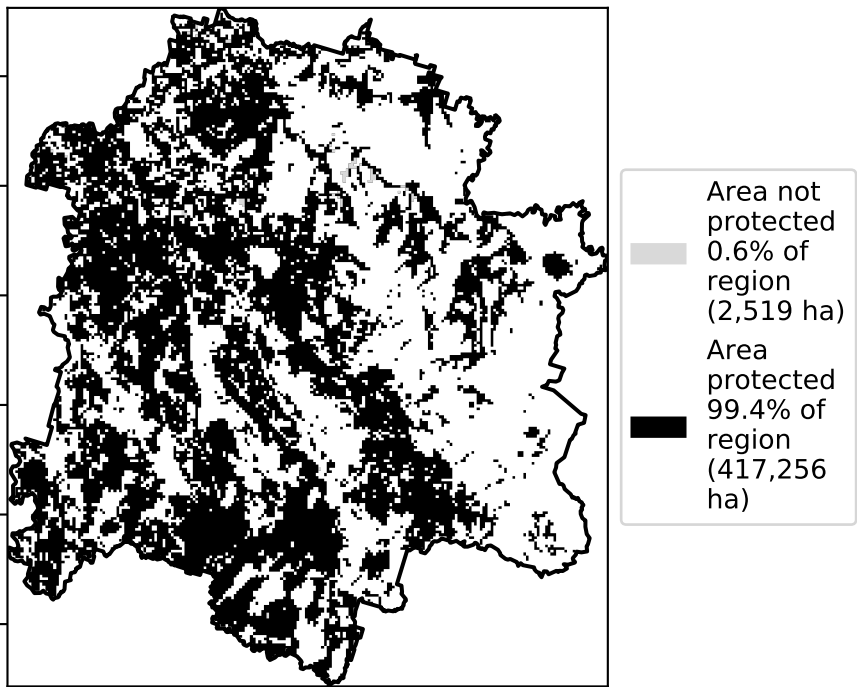 Area not
protected
0.6% of
region
(2,519 ha)
Area
protected
99.4% of
region
(417,256
ha)